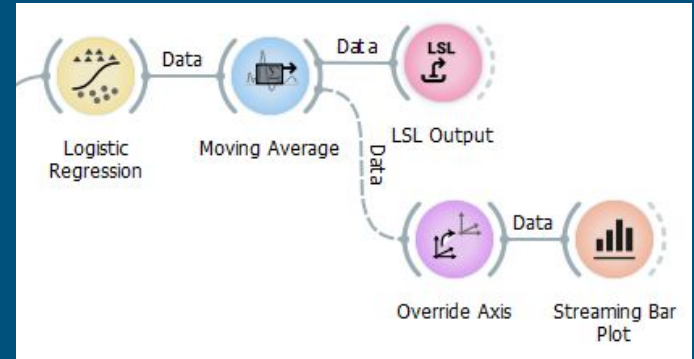 Data
Data
LSL
Logistic
Regression
Moving Average
LSL Output
Data
Data
Override Axis
Streaming Bar
Plot